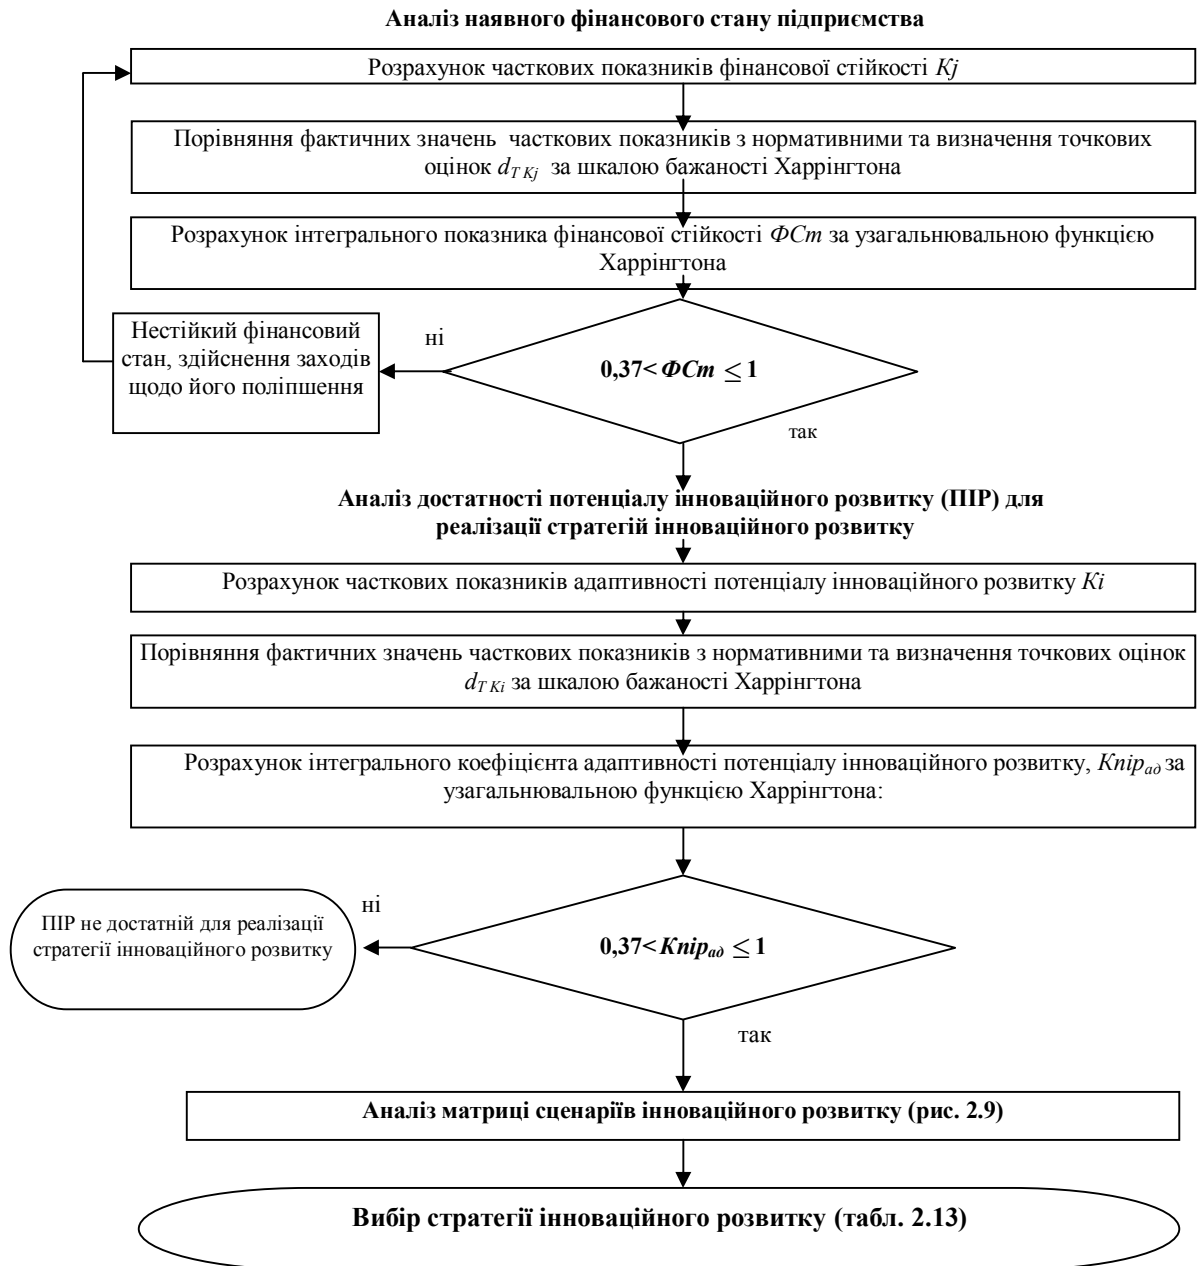 Аналіз наявного фінансового стану підприємства
Розрахунок часткових показників фінансової стійкості Kj
Порівняння фактичних значень часткових показників з нормативними та визначення точкових
оцінок d T Kj за шкалою бажаності Харрінгтона
Розрахунок інтегрального показника фінансової стійкості ФСт за узагальнювальною функцією
Харрінгтона
Нестійкий фінансовий
стан, здійснення заходів
щодо його поліпшення
ні
0,37< ФСт ≤ 1
так
Аналіз достатності потенціалу інноваційного розвитку (ПІР) для
реалізації стратегій інноваційного розвитку
Розрахунок часткових показників адаптивності потенціалу інноваційного розвитку Ki
Порівняння фактичних значень часткових показників з нормативними та визначення точкових оцінок
d T Ki за шкалою бажаності Харрінгтона
Розрахунок інтегрального коефіцієнта адаптивності потенціалу інноваційного розвитку, Кпірад за
узагальнювальною функцією Харрінгтона:
ПІР не достатній для реалізації
стратегії інноваційного розвитку
ні
0,37< Кпірад ≤ 1
так
Аналіз матриці сценаріїв інноваційного розвитку (рис. 2.9)
Вибір стратегії інноваційного розвитку (табл. 2.13)